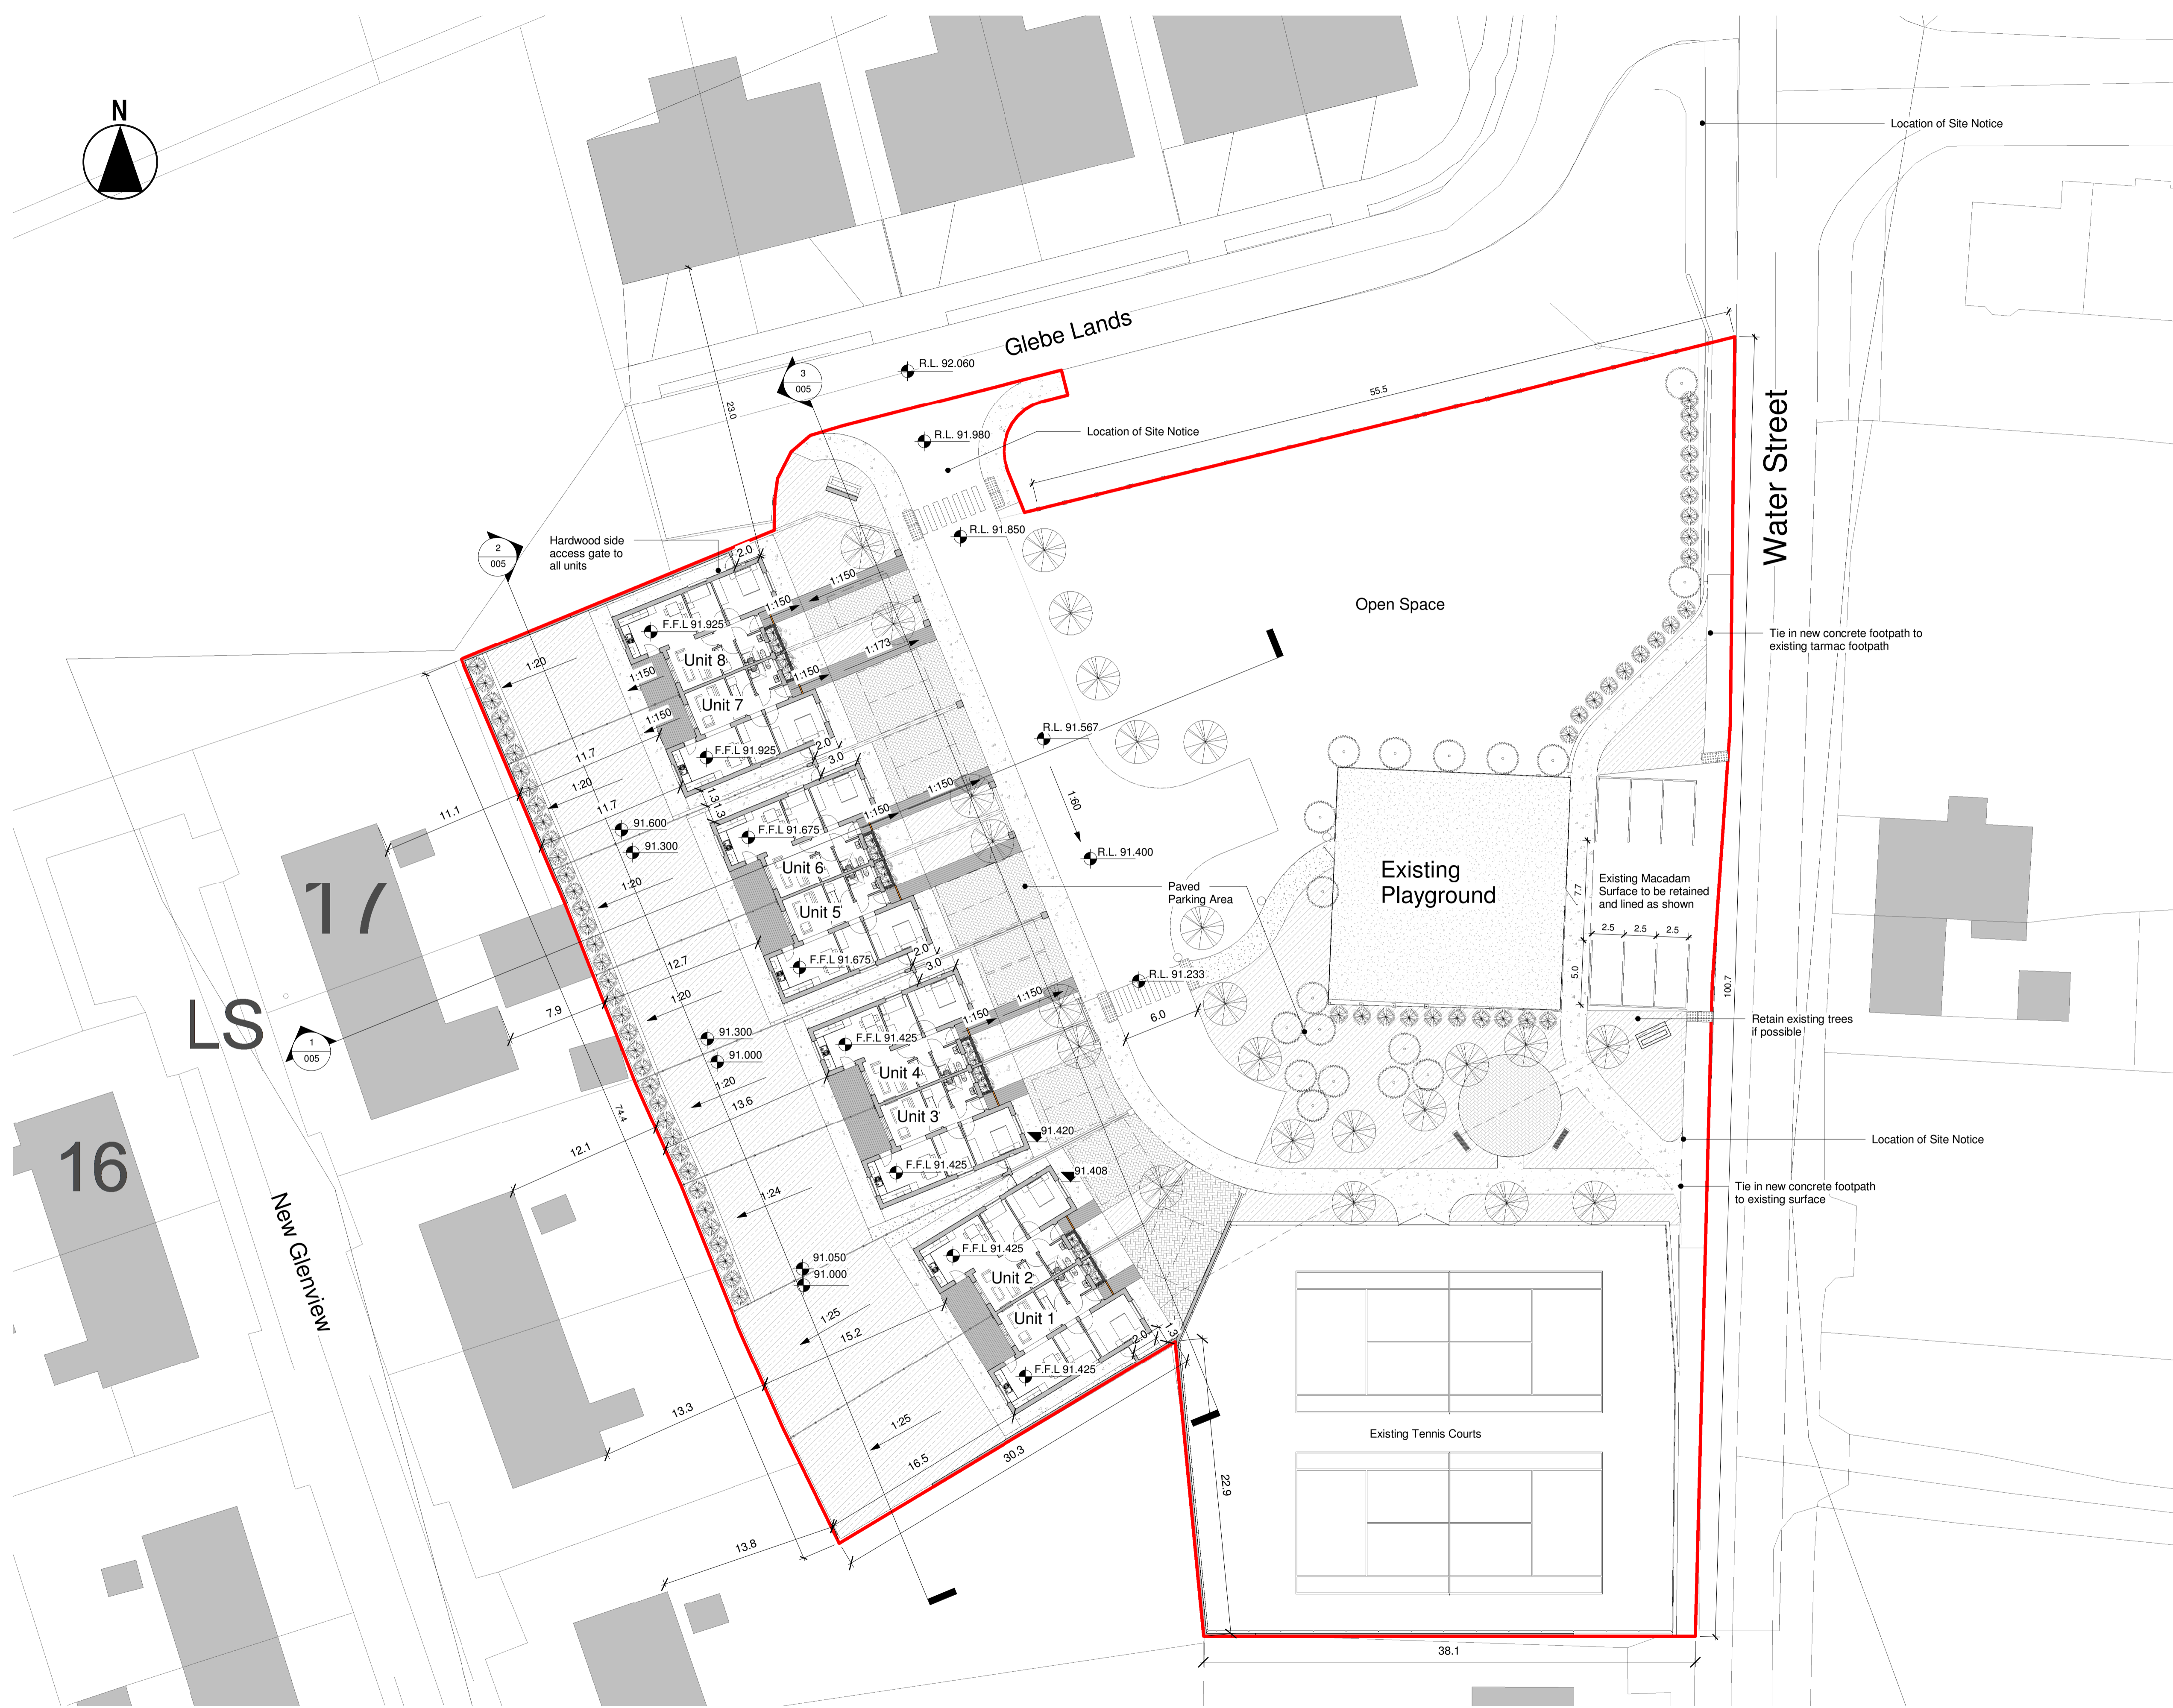 N
Location of Site Notice
Glebe Lands
R.L. 92.060
3
005
23.0
55.5
R.L. 91.980
Location of Site Notice
Water Street
R.L. 91.850
2
005
Hardwood side
access gate to
all units
2.0
1:150
1:150
Open Space
F.F.L 91.925
Unit 8
1:173
1:150
1:20
1:150
Tie in new concrete footpath to
existing tarmac footpath
Unit 7
1:150
R.L. 91.567
F.F.L 91.925
2.0
3.0
11.7
1:20
1:150
1:150
1:60
11.1
11.7
1.3
1.3
91.600
91.300
F.F.L 91.675
R.L. 91.400
Unit 6
Existing
Playground
7.7
Existing Macadam
Surface to be retained
and lined as shown
17
1:20
Paved
Parking Area
Unit 5
2.5
2.5
2.5
2.0
3.0
12.7
F.F.L 91.675
R.L. 91.233
5.0
100.7
1:20
1:150
1:150
7.9
6.0
LS
Retain existing trees
if possible
1
005
91.300
91.000
F.F.L 91.425
Unit 4
1:20
13.6
74.4
Unit 3
91.420
Location of Site Notice
12.1
16
F.F.L 91.425
91.408
1:24
Tie in new concrete footpath
to existing surface
New Glenview
91.050
91.000
F.F.L 91.425
Unit 2
1:25
15.2
Unit 1
1.3
2.0
F.F.L 91.425
13.3
1:25
16.5
30.3
22.9
Existing Tennis Courts
13.8
38.1